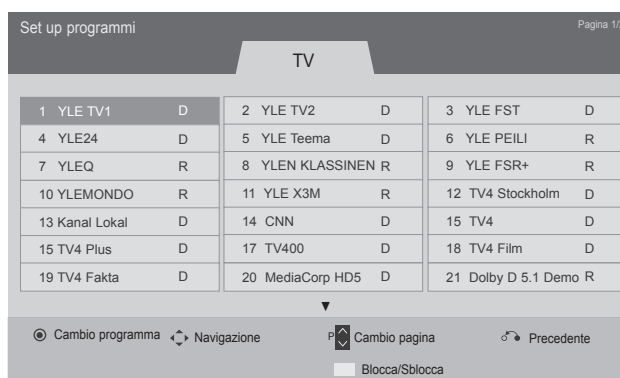 Set up programmi Pagina 1/
TV
1 YLE TV1 D 2 YLE TV2 D 3 YLE FST D
4 YLE24 D 5 YLE Teema D 6 YLE PEILI R
7 YLEQ R 8 YLEN KLASSINEN R 9 YLE FSR+ R
10 YLEMONDO R 11 YLE X3M R 12 TV4 Stockholm D
13 Kanal Lokal D 14 CNN D 15 TV4 D
15 TV4 Plus D 17 TV400 D 18 TV4 Film D
19 TV4 Fakta D 20 MediaCorp HD5 D 21 Dolby D 5.1 Demo R
Cambio programma Navigazione P Cambio pagina Precedente
Blocca/Sblocca